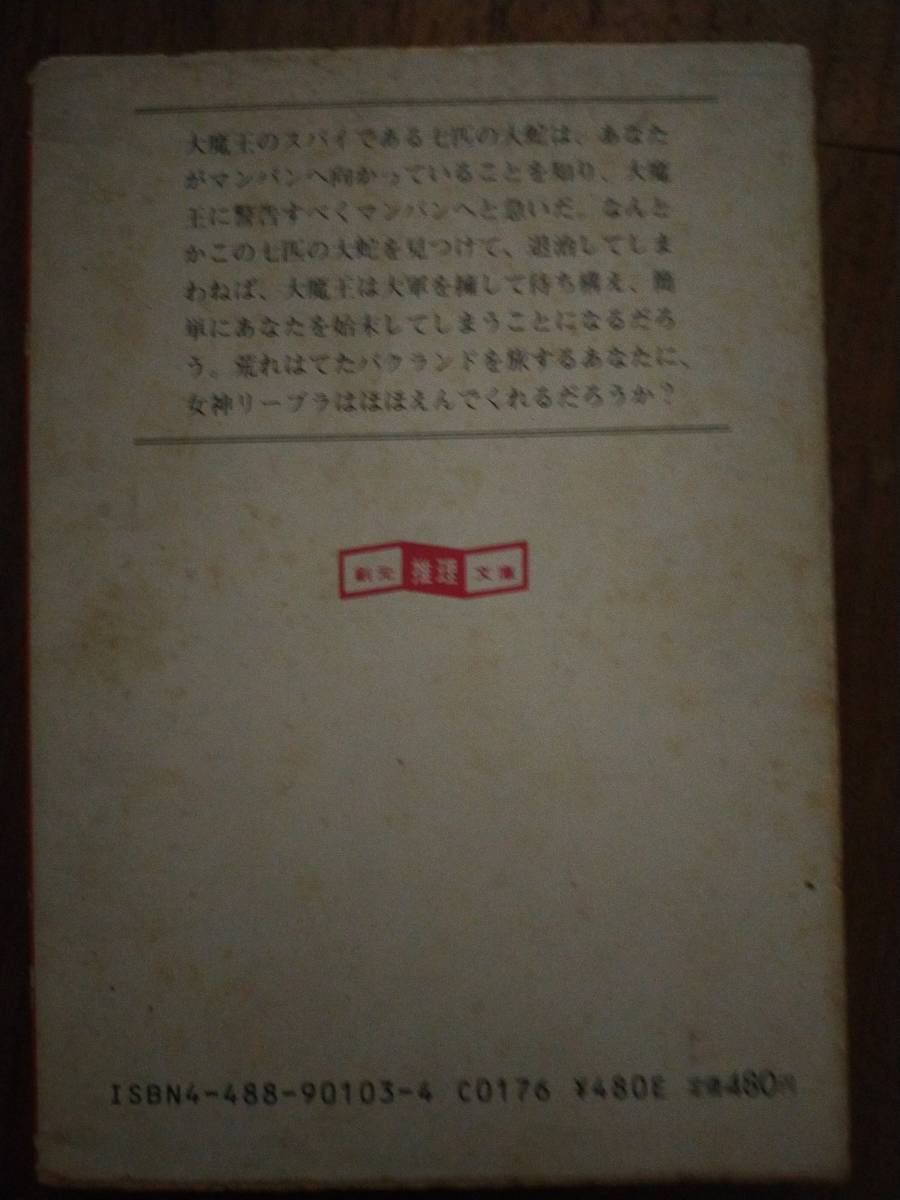 大魔王のスパイである七匹の大蛇は、あなた
がマンパンへ向かっていることを知り、大魔
王に警告すべくマンパンへと急いだ。なんと
かこの七匹の大蛇を見つけて、退治してしま
わねば、大魔王は大軍を擁して待ち構え、簡
単にあなたを始末してしまうことになるだろ
う。荒れはてたバクランドを旅するあなたに、
女神リーブラはほほえんでくれるだろうか?
創元 推理 文庫
ISBN4-488-90103-4 C0176 ¥480E 定価480円